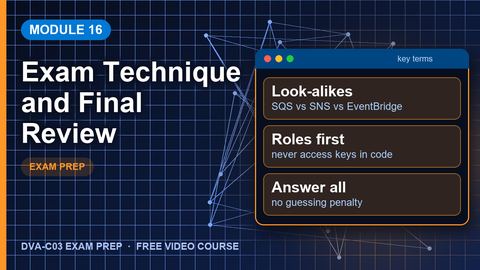 MODULE 16
Exam Technique
and Final
Review
EXAM PREP
DVA-C03 EXAM PREP · FREE VIDEO COURSE
key terms
Look-alikes
SQS vs SNS vs EventBridge
Roles first
never access keys in code
Answer all
no guessing penalty